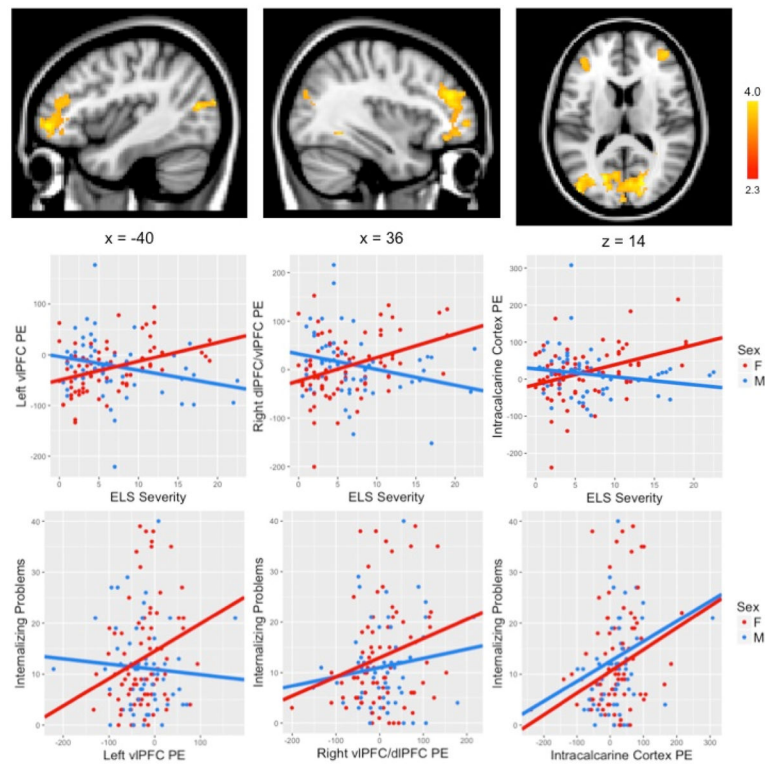 4.0
2.3
x = -40
x = 36
z = 14
Left vlPFC PE
100
0
-100
-200
0
5
10
15
20
ELS Severity
Right dlPFC/vlPFC PE
200
100
0
-100
-200
0
5
10
15
20
ELS Severity
Intracalcarine Cortex PE
300
200
100
0
-100
-200
0
5
10
15
20
ELS Severity
Sex
F
M
Internalizing Problems
40
30
20
10
0
-200
-100
0
100
Left vlPFC PE
Internalizing Problems
40
30
20
10
0
-200
-100
0
100
200
Right vlPFC/dlPFC PE
Internalizing Problems
40
30
20
10
0
-200
-100
0
100
200
300
Intracalcarine Cortex PE
Sex
F
M